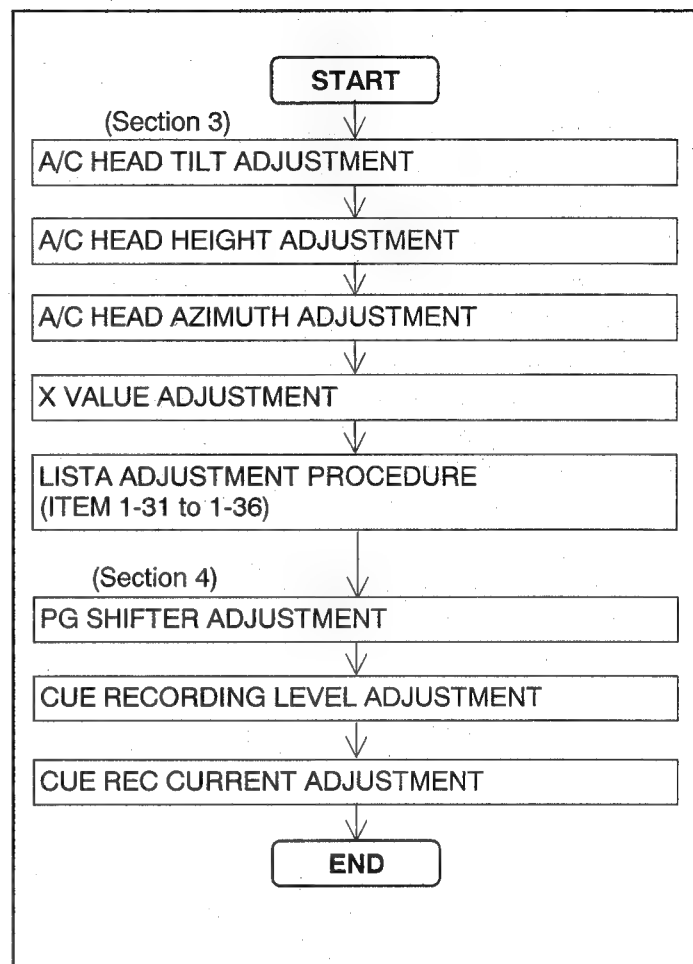 START
(Section 3)
A/C HEAD TILT ADJUSTMENT
A/C HEAD HEIGHT ADJUSTMENT
A/C HEAD AZIMUTH ADJUSTMENT
X VALUE ADJUSTMENT
LISTA ADJUSTMENT PROCEDURE
(ITEM 1-31 to 1-36)
(Section 4)
PG SHIFTER ADJUSTMENT
CUE RECORDING LEVEL ADJUSTMENT
CUE REC CURRENT ADJUSTMENT
END